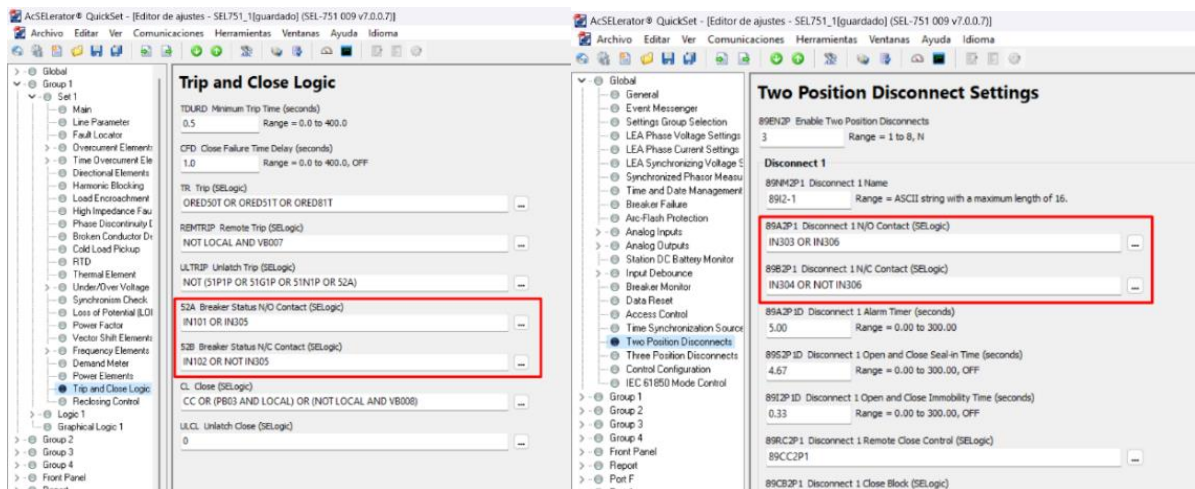 AcSELerator® QuickSet - [Editor de ajustes - SEL751_1[guardado] (SEL-751 009 v7.0.0.7)]
Archivo Editar Ver Comunicaciones Herramientas Ventanas Ayuda Idioma
Global
Group 1
Set 1
Main
Line Parameter
Fault Locator
Overcurrent Elements
Time Overcurrent Ele
Directional Elements
Harmonic Blocking
Load Encroachment
High Impedance Fau
Phase Discontinuity D
Broken Conductor De
Cold Load Pickup
RTD
Thermal Element
Under/Over Voltage
Synchronism Check
Loss of Potential (LOI
Power Factor
Vector Shift Elements
Frequency Elements
Demand Meter
Power Elements
Trip and Close Logic
Reclosing Control
Logic 1
Graphical Logic 1
Group 2
Group 3
Group 4
Front Panel
Report
Trip and Close Logic
TDURD Minimum Trip Time (seconds)
0.5 Range = 0.0 to 400.0
CFD Close Failure Time Delay (seconds)
1.0 Range = 0.0 to 400.0, OFF
TR Trip (SELogic)
ORED50T OR ORED51T OR ORED81T
REMTRIP Remote Trip (SELogic)
NOT LOCAL AND VB007
ULTRIP Unlatch Trip (SELogic)
NOT (51P1P OR 51G1P OR 51N1P OR 52A)
52A Breaker Status N/O Contact (SELogic)
IN101 OR IN305
52B Breaker Status N/C Contact (SELogic)
IN102 OR NOT IN305
CL Close (SELogic)
CC OR (PB03 AND LOCAL) OR (NOT LOCAL AND VB008)
ULCL Unlatch Close (SELogic)
0
AcSELerator® QuickSet - [Editor de ajustes - SEL751_1[guardado] (SEL-751 009 v7.0.0.7)]
Archivo Editar Ver Comunicaciones Herramientas Ventanas Ayuda Idioma
Global
General
Event Messenger
Settings Group Selection
LEA Phase Voltage Settings
LEA Phase Current Settings
LEA Synchronizing Voltage S
Synchronized Phasor Measu
Time and Date Management
Breaker Failure
Arc-Flash Protection
Analog Inputs
Analog Outputs
Station DC Battery Monitor
Input Debounce
Breaker Monitor
Data Reset
Access Control
Time Synchronization Source
Two Position Disconnects
Three Position Disconnects
Control Configuration
IEC 61850 Mode Control
Group 1
Group 2
Group 3
Group 4
Front Panel
Report
Port F
Two Position Disconnect Settings
89EN2P Enable Two Position Disconnects
3 Range = 1 to 8, N
Disconnect 1
89NM2P1 Disconnect 1 Name
89I2-1 Range = ASCII string with a maximum length of 16.
89A2P1 Disconnect 1 N/O Contact (SELogic)
IN303 OR IN306
89B2P1 Disconnect 1 N/C Contact (SELogic)
IN304 OR NOT IN306
89A2P1D Disconnect 1 Alarm Timer (seconds)
5.00 Range = 0.00 to 300.00
89S2P1D Disconnect 1 Open and Close Seal-in Time (seconds)
4.67 Range = 0.00 to 300.00, OFF
89I2P1D Disconnect 1 Open and Close Immobility Time (seconds)
0.33 Range = 0.00 to 300.00, OFF
89RC2P1 Disconnect 1 Remote Close Control (SELogic)
89CC2P1
89CB2P1 Disconnect 1 Close Block (SELogic)